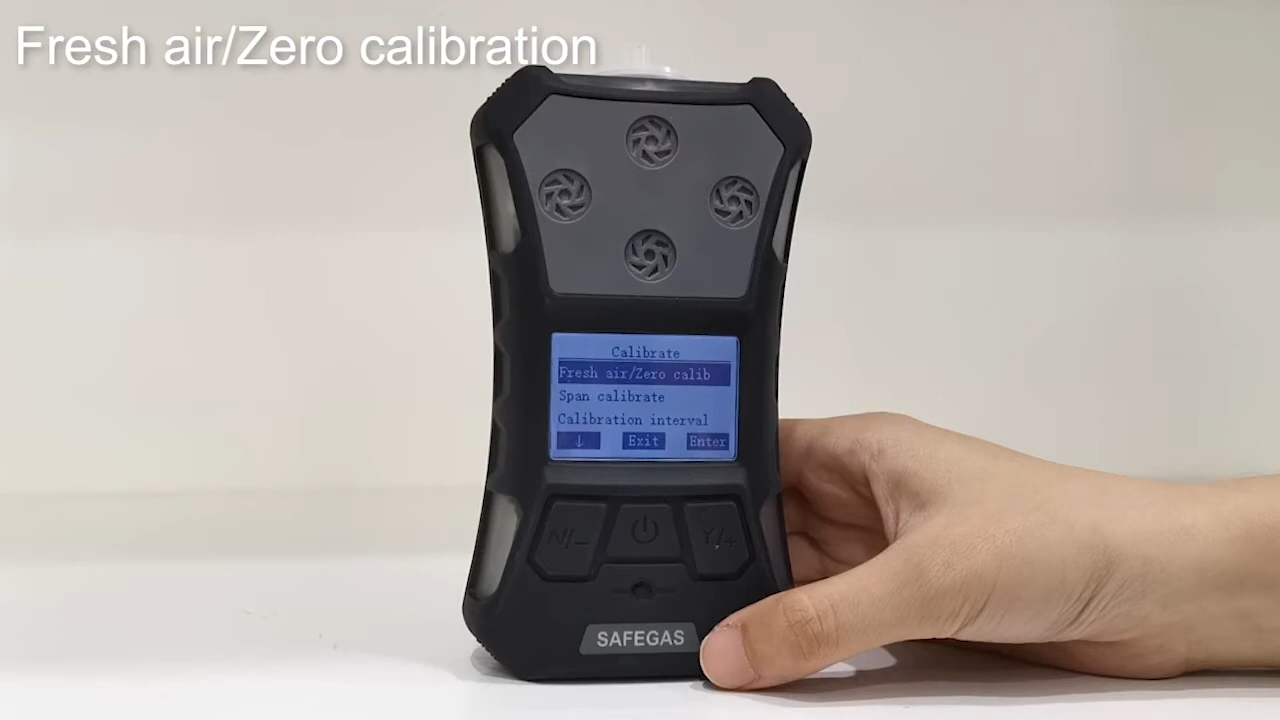 Fresh air/Zero calibration
Calibrate
Fresh air/Zero calib
Span calibrate
Calibration interval
↓ Exit Enter
N/− Y/+
SAFEGAS